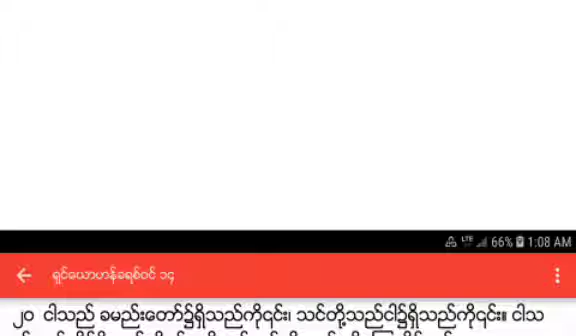 66% 1:08 AM
ရှင်ယောဟန်ခရစ်ဝင် ၁၄
၂၀ ငါသည် ခမည်းတော်၌ရှိသည်ကို၎င်း၊ သင်တို့သည်ငါ၌ရှိသည်ကို၎င်း။ ငါသ